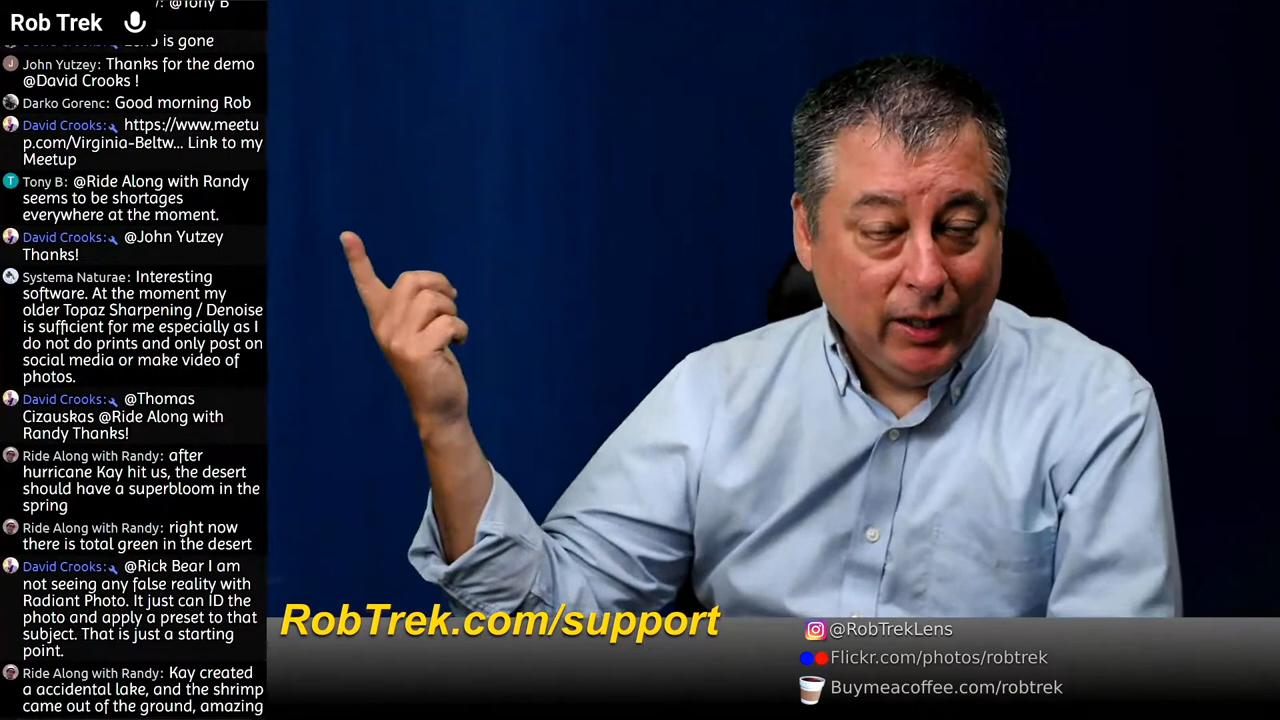 : @Tony B
Rob Trek
is gone
John Yutzey: Thanks for the demo
@David Crooks !
Darko Gorenc: Good morning Rob
David Crooks: https://www.meetu
p.com/Virginia-Beltw... Link to my
Meetup
Tony B: @Ride Along with Randy
seems to be shortages
everywhere at the moment.
David Crooks: @John Yutzey
Thanks!
Systema Naturae: Interesting
software. At the moment my
older Topaz Sharpening / Denoise
is sufficient for me especially as I
do not do prints and only post on
social media or make video of
photos.
David Crooks: @Thomas
Cizauskas @Ride Along with
Randy Thanks!
Ride Along with Randy: after
hurricane Kay hit us, the desert
should have a superbloom in the
spring
Ride Along with Randy: right now
there is total green in the desert
David Crooks: @Rick Bear I am
not seeing any false reality with
Radiant Photo. It just can ID the
photo and apply a preset to that
subject. That is just a starting
point.
Ride Along with Randy: Kay created
a accidental lake, and the shrimp
came out of the ground, amazing
RobTrek.com/support
@RobTrekLens
Flickr.com/photos/robtrek
Buymeacoffee.com/robtrek